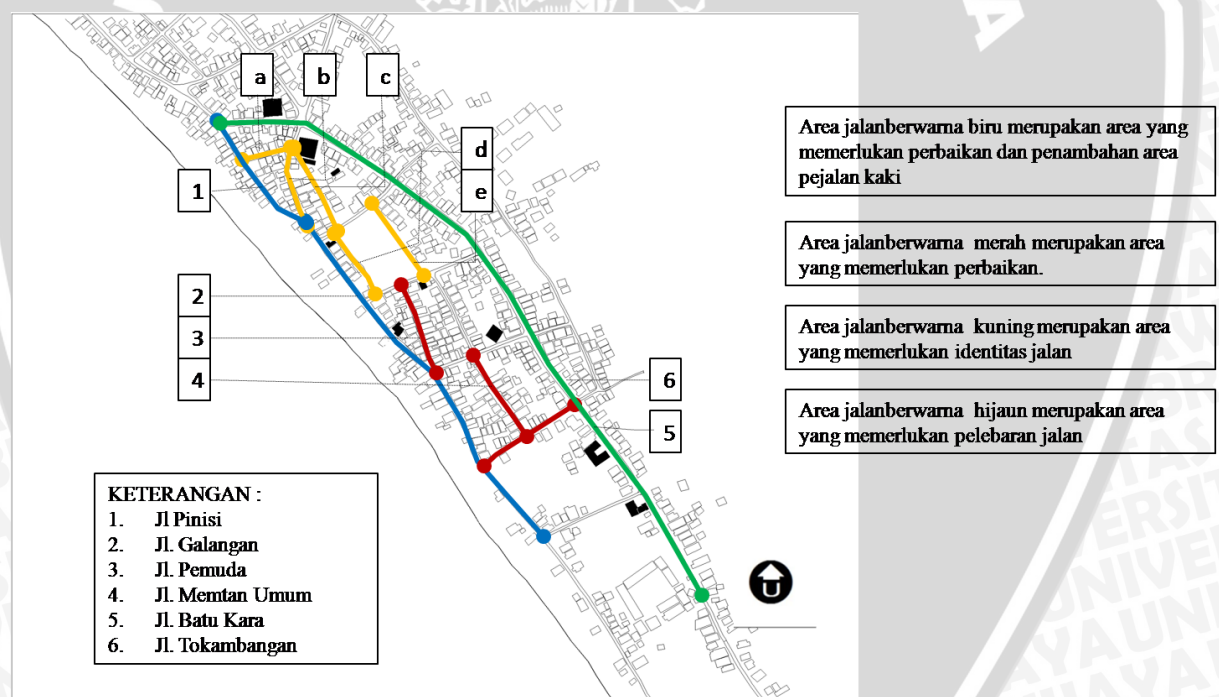 a
b
c
d
e
1
2
3
4
6
5
Area jalanberwarna biru merupakan area yang
memerlukan perbaikan dan penambahan area
pejalan kaki
Area jalanberwarna merah merupakan area
yang memerlukan perbaikan.
Area jalanberwarna kuning merupakan area
yang memerlukan identitas jalan
Area jalanberwarna hijaun merupakan area
yang memerlukan pelebaran jalan
KETERANGAN :
1. Jl Pinisi
2. Jl. Galangan
3. Jl. Pemuda
4. Jl. Memtan Umum
5. Jl. Batu Kara
6. Jl. Tokambangan
U